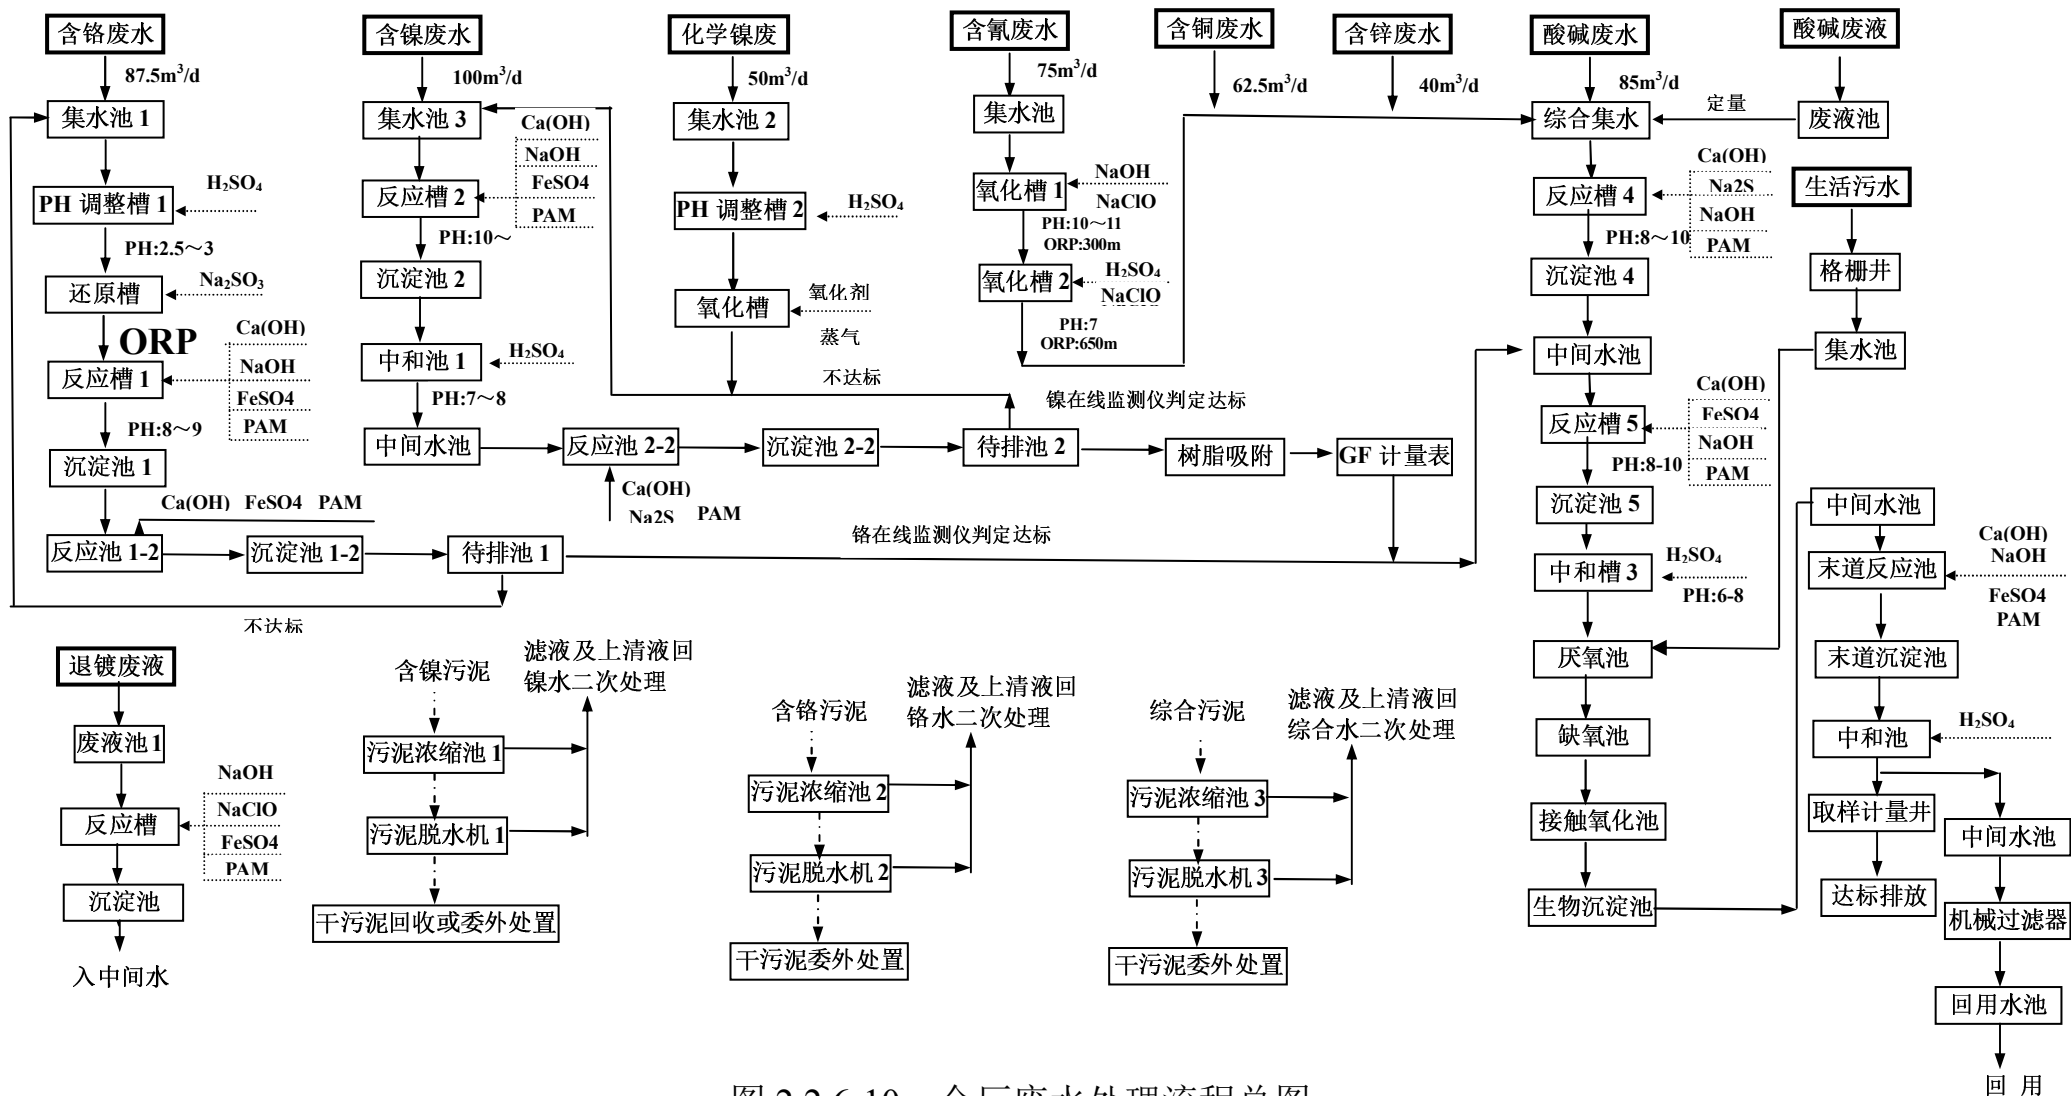 含铬废水
含镍废水
化学镍废
含氰废水
含铜废水
含锌废水
酸碱废水
酸碱废液
87.5m³/d
100m³/d
50m³/d
75m³/d
62.5m³/d
40m³/d
85m³/d
定量
集水池 1
集水池 3
集水池 2
集水池
综合集水
废液池
Ca(OH)
NaOH
FeSO4
PAM
PH 调整槽 1
H₂SO₄
反应槽 2
PH 调整槽 2
H₂SO₄
氧化槽 1
NaOH
NaClO
PH:10～11
ORP:300m
反应槽 4
Ca(OH)
Na2S
NaOH
PAM
PH:8～10
生活污水
PH:2.5～3
PH:10～
还原槽
Na₂SO₃
沉淀池 2
氧化槽
氧化剂
蒸气
氧化槽 2
H₂SO₄
NaClO
PH:7
ORP:650m
沉淀池 4
格栅井
ORP
反应槽 1
Ca(OH)
NaOH
FeSO4
PAM
中和池 1
H₂SO₄
PH:7～8
不达标
镍在线监测仪判定达标
中间水池
集水池
反应槽 5
Ca(OH)
FeSO4
NaOH
PAM
PH:8-10
PH:8～9
沉淀池 1
中间水池
反应池 2-2
沉淀池 2-2
待排池 2
树脂吸附
GF 计量表
Ca(OH)
Na2S PAM
Ca(OH) FeSO4 PAM
沉淀池 5
中间水池
反应池 1-2
沉淀池 1-2
待排池 1
铬在线监测仪判定达标
中和槽 3
H₂SO₄
PH:6-8
末道反应池
Ca(OH)
NaOH
FeSO4
PAM
不达标
退镀废液
含镍污泥
滤液及上清液回
镍水二次处理
含铬污泥
滤液及上清液回
铬水二次处理
综合污泥
滤液及上清液回
综合水二次处理
厌氧池
末道沉淀池
废液池 1
污泥浓缩池 1
污泥浓缩池 2
污泥浓缩池 3
缺氧池
中和池
H₂SO₄
反应槽
NaOH
NaClO
FeSO4
PAM
污泥脱水机 1
污泥脱水机 2
污泥脱水机 3
接触氧化池
取样计量井
中间水池
沉淀池
干污泥回收或委外处置
干污泥委外处置
干污泥委外处置
生物沉淀池
达标排放
机械过滤器
入中间水
回用水池
回 用
图 2.2.6-10 全厂废水处理流程总图